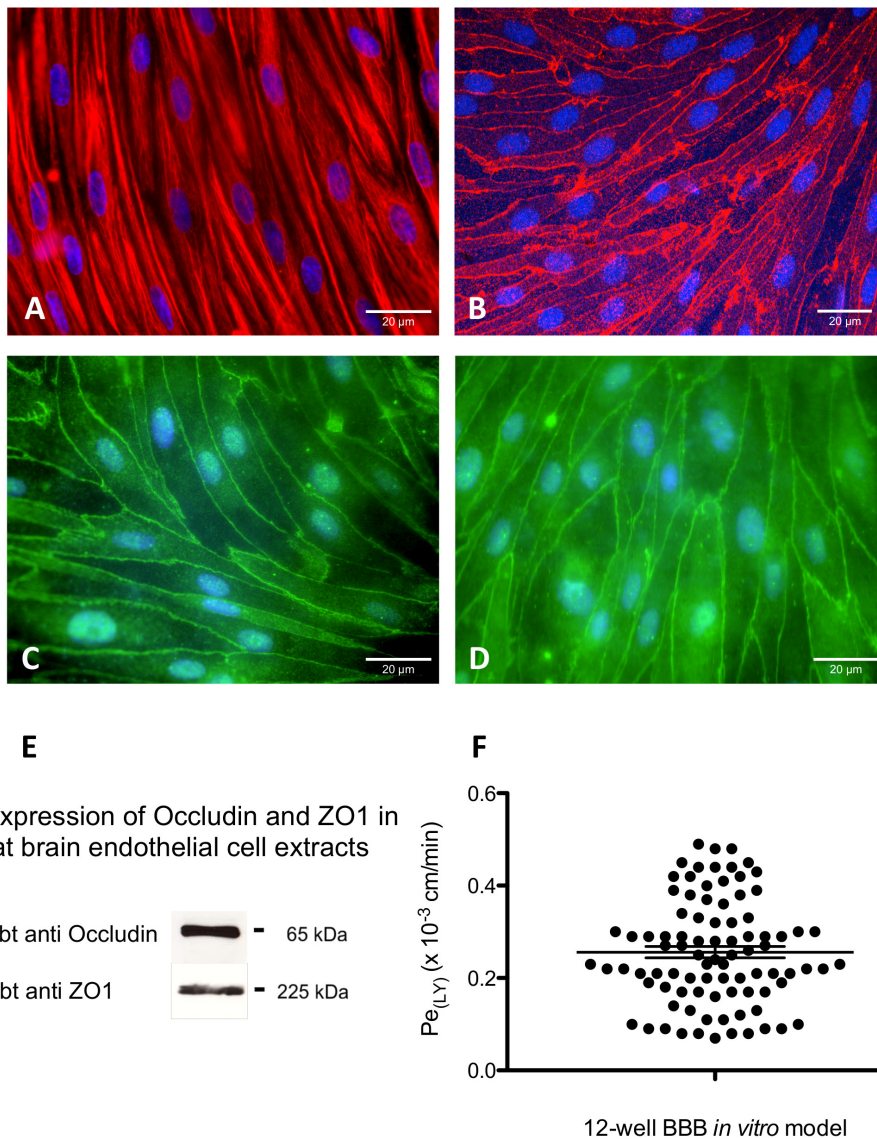 A
20 µm
B
20 µm
C
20 µm
D
20 µm
E
xpression of Occludin and ZO1 in
at brain endothelial cell extracts
bt anti Occludin
65 kDa
bt anti ZO1
225 kDa
F
Pe(LY) (x 10-3 cm/min)
0.6
0.4
0.2
0.0
12-well BBB in vitro model